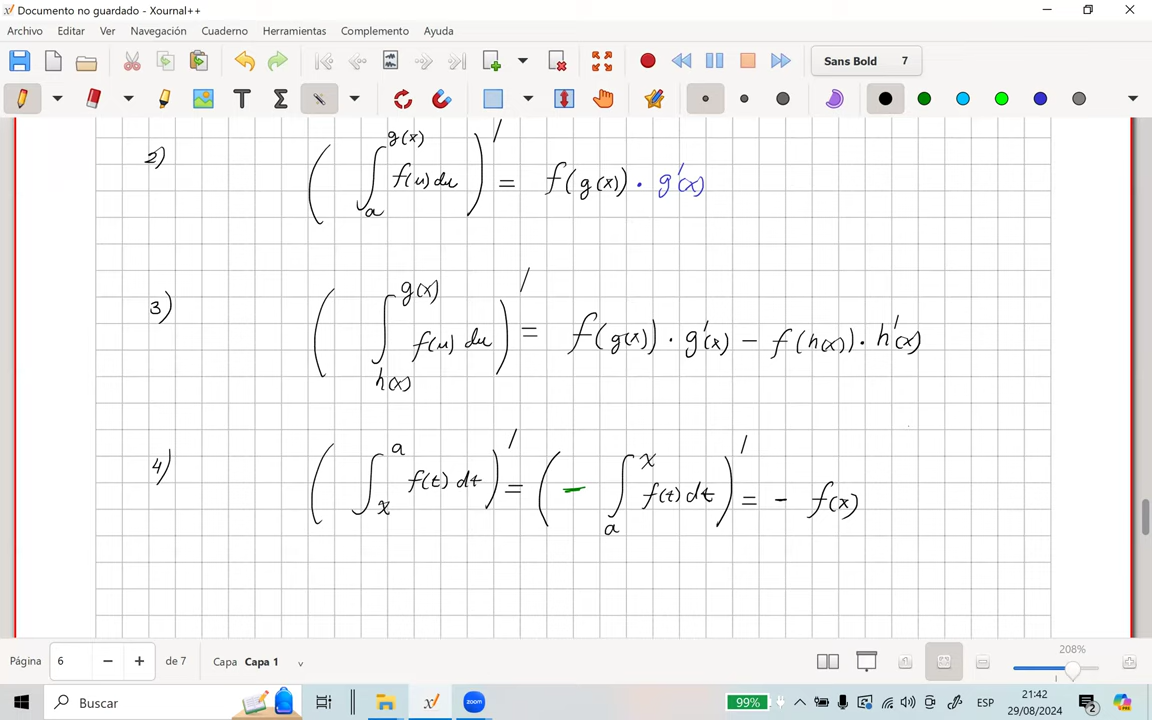 Documento no guardado - Xournal++
Archivo Editar Ver Navegación Cuaderno Herramientas Complemento Ayuda
Sans Bold 7
2) ( ∫_a^{g(x)} f(u) du )' = f(g(x)) · g'(x)
3) ( ∫_{h(x)}^{g(x)} f(u) du )' = f(g(x)) · g'(x) - f(h(x)) · h'(x)
4) ( ∫_x^a f(t) dt )' = ( - ∫_a^x f(t) dt )' = - f(x)
208%
Página 6 de 7 Capa Capa 1
Buscar
99% ESP 21:42
29/08/2024 2
zoom